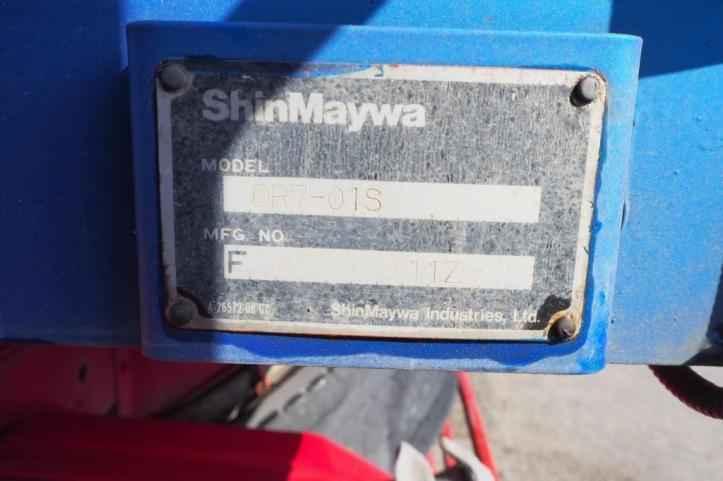 ShinMaywa
MODEL
DR7-01S
MFG NO
F 11Z
ShinMaywa Industries, Ltd.